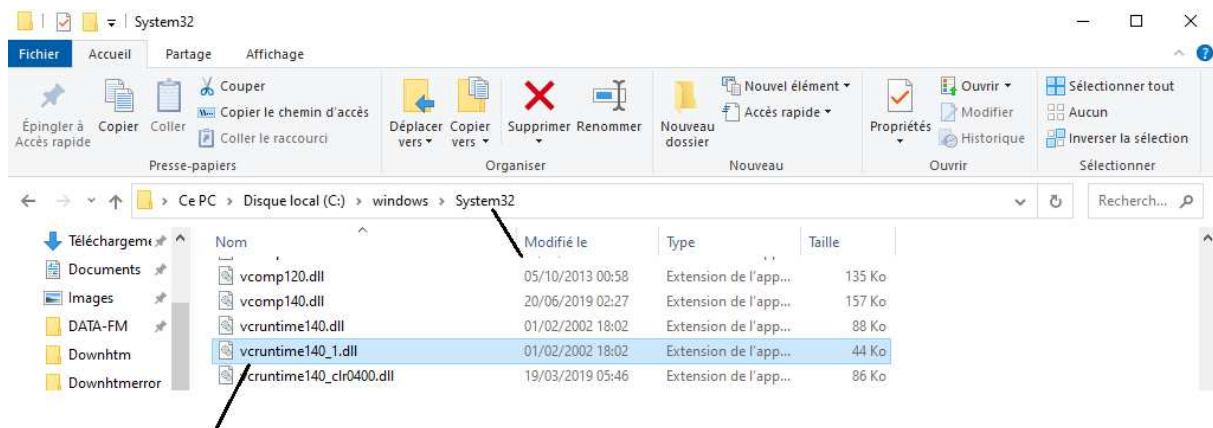 System32
Fichier Accueil Partage Affichage
Épingler à Accès rapide
Copier
Coller
Couper
Copier le chemin d'accès
Coller le raccourci
Presse-papiers
Déplacer vers
Copier vers
Supprimer
Renommer
Organiser
Nouveau dossier
Nouvel élément
Accès rapide
Nouveau
Propriétés
Ouvrir
Modifier
Historique
Ouvrir
Sélectionner tout
Aucun
Inverser la sélection
Sélectionner
Ce PC > Disque local (C:) > windows > System32
Recherch...
Téléchargeme
Documents
Images
DATA-FM
Downhtm
Downhtmerror
Nom Modifié le Type Taille
vcomp120.dll 05/10/2013 00:58 Extension de l'app... 135 Ko
vcomp140.dll 20/06/2019 02:27 Extension de l'app... 157 Ko
vcruntime140.dll 01/02/2002 18:02 Extension de l'app... 88 Ko
vcruntime140_1.dll 01/02/2002 18:02 Extension de l'app... 44 Ko
vcruntime140_clr0400.dll 19/03/2019 05:46 Extension de l'app... 86 Ko